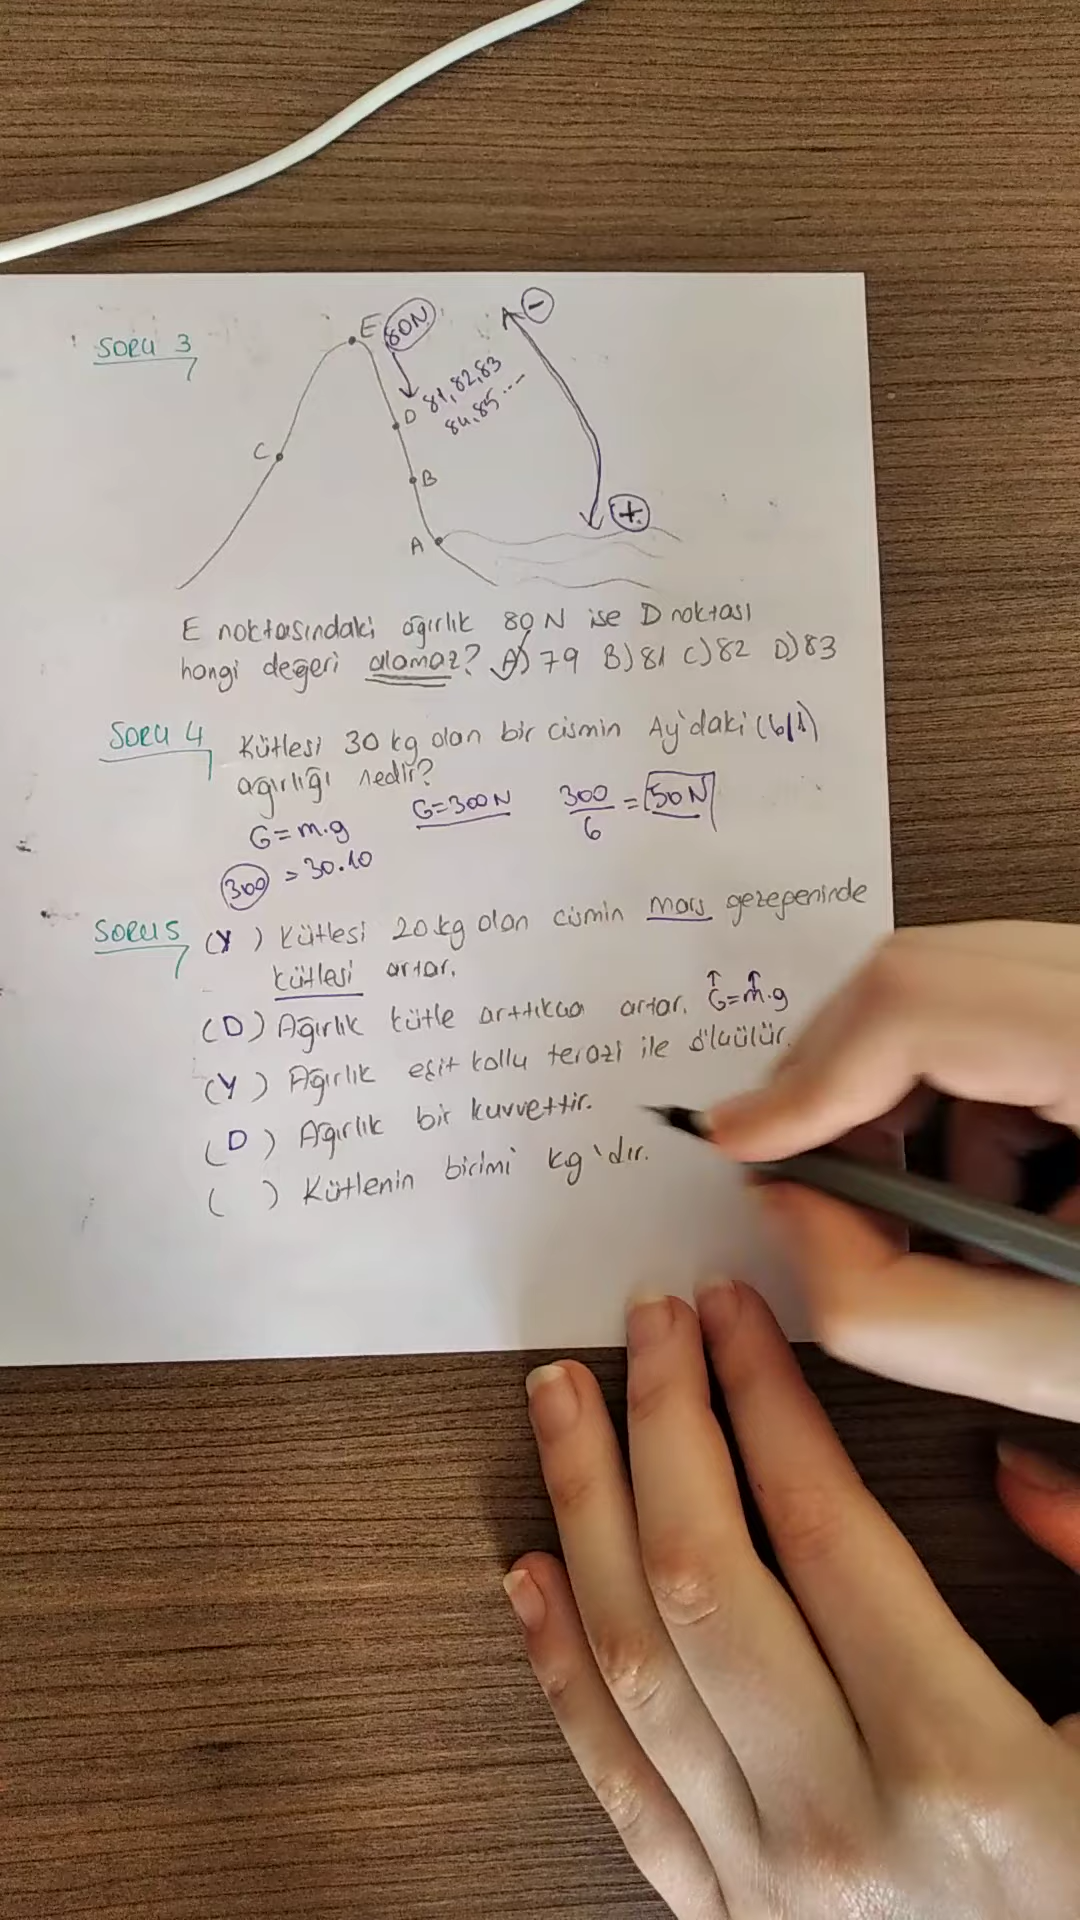 SORU 3
E 80N
-
81,82,83
84,85...
D
C
B
+
A
E noktasındaki ağırlık 80 N ise D noktası
hangi değeri alamaz? A) 79 B) 81 C) 82 D) 83
SORU 4 Kütlesi 30 kg olan bir cismin Ay'daki (6/1)
ağırlığı nedir?
G=300N 300/6 = 50N
G=m.g
300 = 30.10
SORU 5 (Y) Kütlesi 20 kg olan cismin mars gezegeninde
kütlesi artar.
(D) Ağırlık kütle arttıkça artar. G=m.g
(Y) Ağırlık eşit kollu terazi ile ölçülür.
(D) Ağırlık bir kuvvettir.
( ) Kütlenin birimi kg'dır.